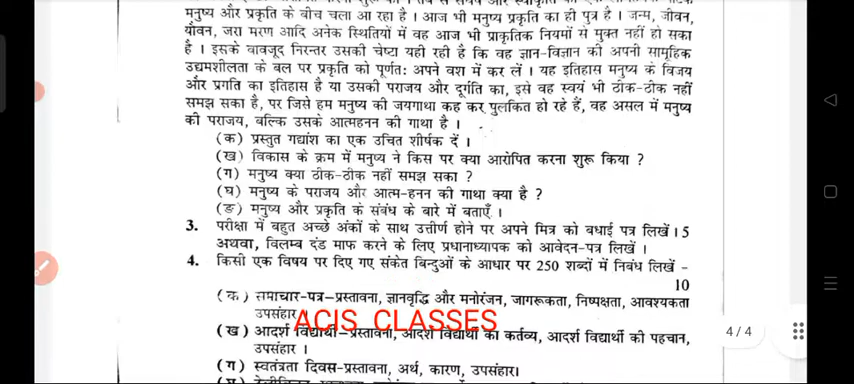 मनुष्य और प्रकृति के बीच चला आ रहा है । आज भी मनुष्य प्रकृति का ही पुत्र है । जन्म, जीवन,
यौवन, जरा मरण आदि अनेक स्थितियों में वह आज भी प्राकृतिक नियमों से मुक्त नहीं हो सका
है । इसके बावजूद निरन्तर उसकी चेष्टा यही रही है कि वह ज्ञान-विज्ञान की अपनी सामूहिक
उद्यमशीलता के बल पर प्रकृति को पूर्णत: अपने वश में कर लें । यह इतिहास मनुष्य के विजय
और प्रगति का इतिहास है या उसकी पराजय और दूर्गति का, इसे वह स्वयं भी ठीक-ठीक नहीं
समझ सका है, पर जिसे हम मनुष्य की जयगाथा कह कर पुलकित हो रहे हैं, वह असल में मनुष्य
की पराजय, बल्कि उसके आत्महनन की गाथा है ।
(क) प्रस्तुत गद्यांश का एक उचित शीर्षक दें ।
(ख) विकास के क्रम में मनुष्य ने किस पर क्या आरोपित करना शुरू किया ?
(ग) मनुष्य क्या ठीक-ठीक नहीं समझ सका ?
(घ) मनुष्य के पराजय और आत्म-हनन की गाथा क्या है ?
(ङ) मनुष्य और प्रकृति के संबंध के बारे में बताएँ ।
3. परीक्षा में बहुत अच्छे अंकों के साथ उत्तीर्ण होने पर अपने मित्र को बधाई पत्र लिखें । 5
अथवा, विलम्ब दंड माफ करने के लिए प्रधानाध्यापक को आवेदन-पत्र लिखें ।
4. किसी एक विषय पर दिए गए संकेत बिन्दुओं के आधार पर 250 शब्दों में निबंध लिखें -
10
(क) समाचार-पत्र–प्रस्तावना, ज्ञानवृद्धि और मनोरंजन, जागरूकता, निष्पक्षता, आवश्यकता
उपसंहार
ACIS CLASSES
(ख) आदर्श विद्यार्थी–प्रस्तावना, आदर्श विद्यार्थी का कर्तव्य, आदर्श विद्यार्थी की पहचान,
4 / 4
उपसंहार ।
(ग) स्वतंत्रता दिवस-प्रस्तावना, अर्थ, कारण, उपसंहार।